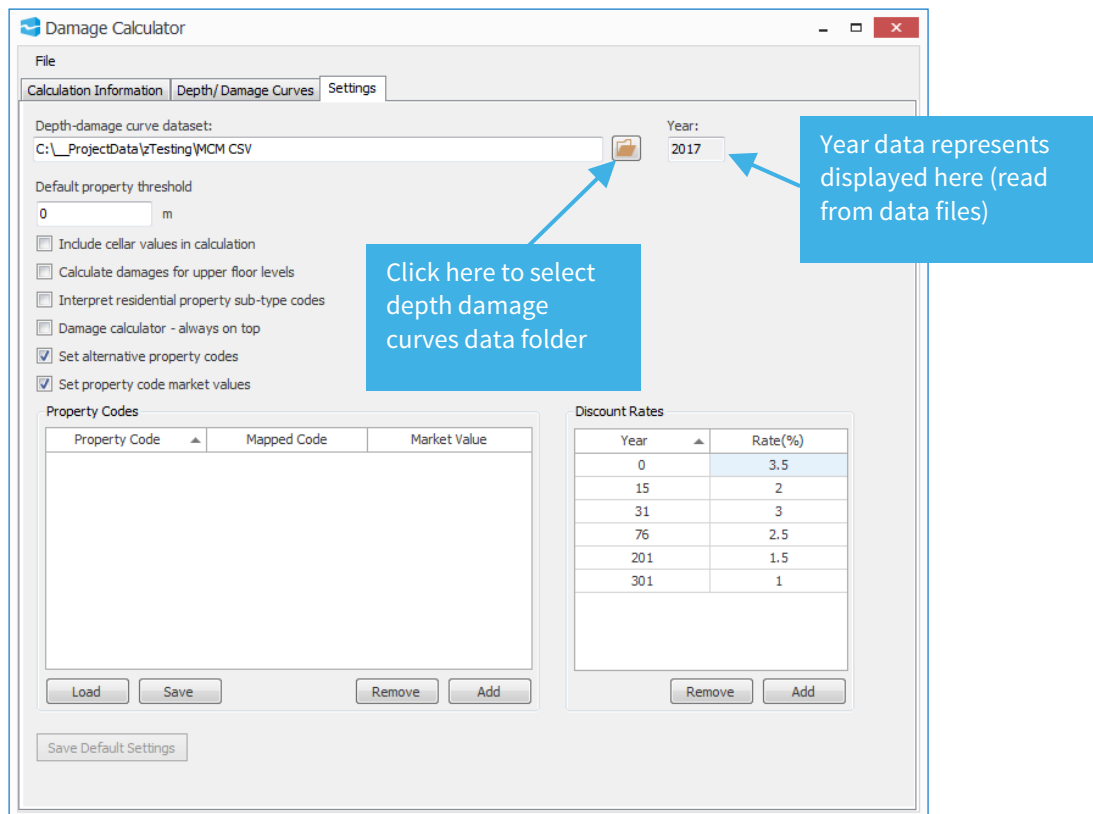 Damage Calculator
File
Calculation Information
Depth/ Damage Curves
Settings
Depth-damage curve dataset:
Year:
C:\__ProjectData\zTesting\MCM CSV
2017
Year data represents
displayed here (read
from data files)
Default property threshold
0 m
Include cellar values in calculation
Calculate damages for upper floor levels
Interpret residential property sub-type codes
Damage calculator - always on top
Set alternative property codes
Set property code market values
Click here to select
depth damage
curves data folder
Property Codes
Property Code Mapped Code Market Value
Load Save Remove Add
Discount Rates
Year Rate(%)
0 3.5
15 2
31 3
76 2.5
201 1.5
301 1
Remove Add
Save Default Settings